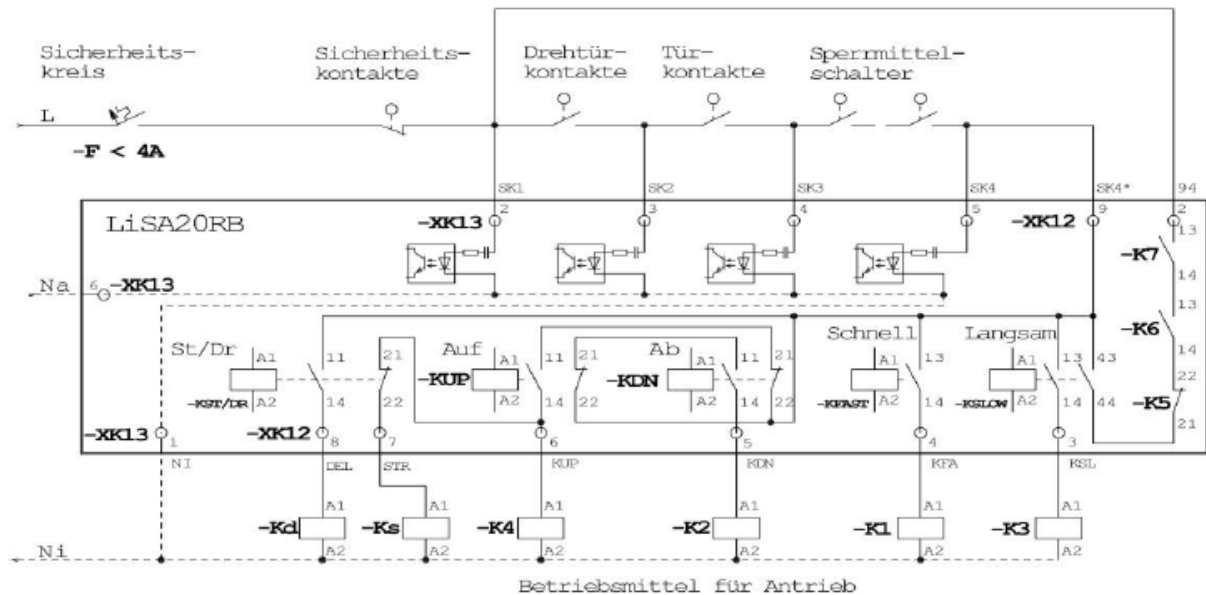 Sicherheits-
kreis
Sicherheits-
kontakte
Drehtür-
kontakte
Tür-
kontakte
Sperrmittel-
schalter
L
-F < 4A
SK1
SK2
SK3
SK4
SK4*
94
LiSA20RB
-XK13
2
3
4
5
-XK12
9
2
13
-K7
14
Na
6
-XK13
13
-K6
14
St/Dr
Auf
Ab
Schnell
Langsam
A1
11
21
A1
11
21
A1
11
21
A1
13
A1
13
43
22
-KUP
-KDN
-K5
-KST/DR
A2
14
22
A2
14
22
A2
14
22
-KFAST
A2
14
-KSLOW
A2
14
44
21
-XK13
1
-XK12
8
7
6
5
4
3
NI
DEL
STR
KUP
KDN
KFA
KSL
A1
A1
A1
A1
A1
A1
-Kd
-Ks
-K4
-K2
-K1
-K3
A2
A2
A2
A2
A2
A2
Ni
Betriebsmittel für Antrieb